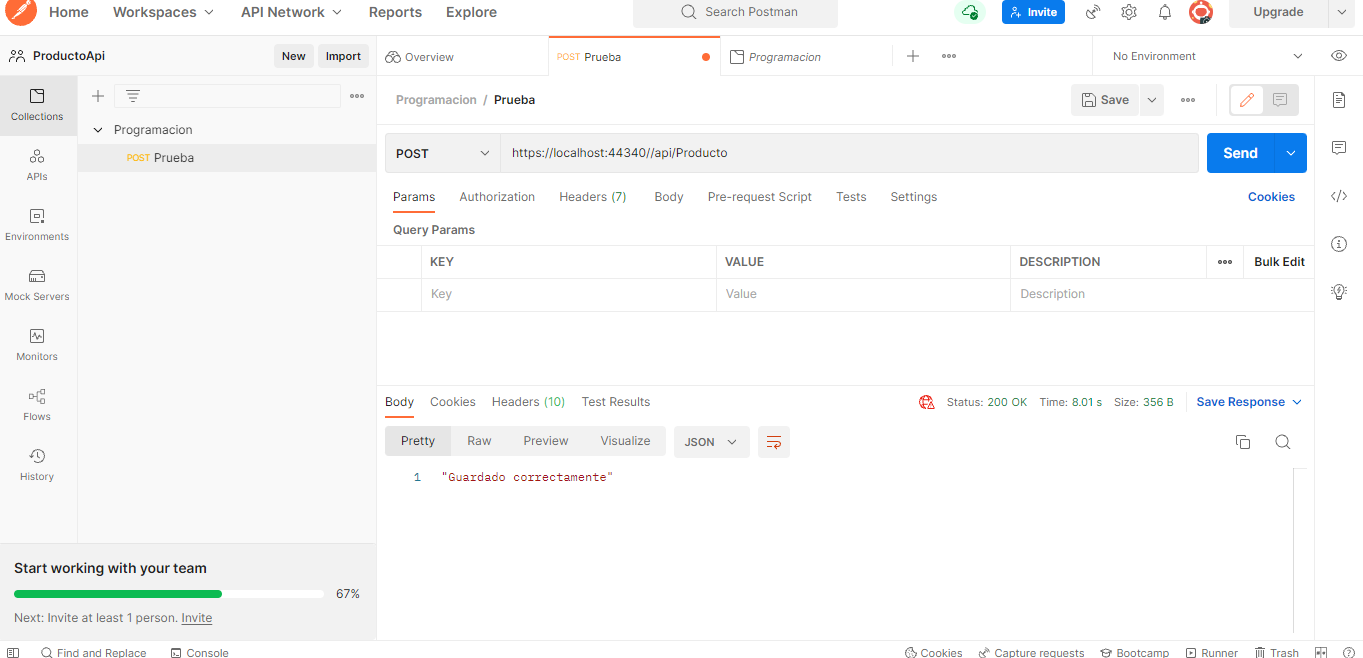 Home Workspaces API Network Reports Explore Search Postman Invite Upgrade
ProductoApi New Import Overview POST Prueba Programacion No Environment
Collections
APIs
Environments
Mock Servers
Monitors
Flows
History
Programacion
POST Prueba
Programacion / Prueba Save
POST https://localhost:44340//api/Producto Send
Params Authorization Headers (7) Body Pre-request Script Tests Settings Cookies
Query Params
KEY VALUE DESCRIPTION Bulk Edit
Key Value Description
Body Cookies Headers (10) Test Results Status: 200 OK Time: 8.01 s Size: 356 B Save Response
Pretty Raw Preview Visualize JSON
1 "Guardado correctamente"
Start working with your team
67%
Next: Invite at least 1 person. Invite
Find and Replace Console Cookies Capture requests Bootcamp Runner Trash